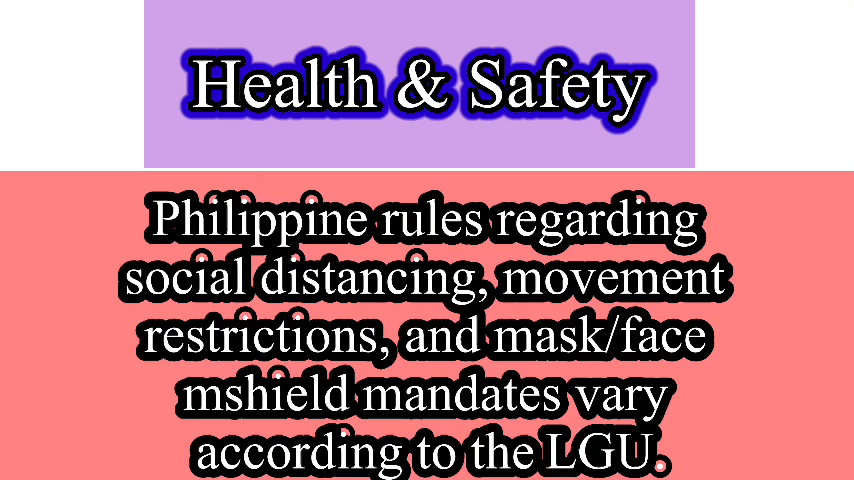 Health & Safety
Philippine rules regarding
social distancing, movement
restrictions, and mask/face
mshield mandates vary
according to the LGU.